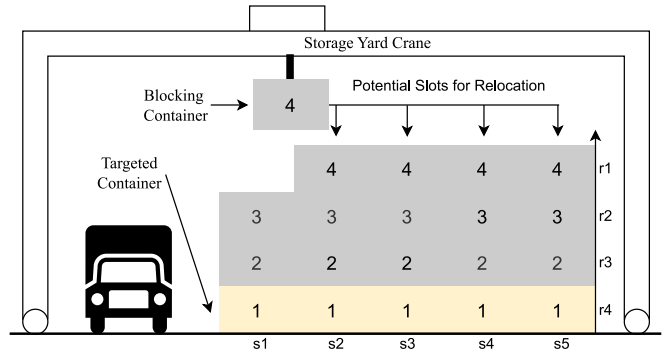 Storage Yard Crane
Blocking
Container
4
Potential Slots for Relocation
Targeted
Container
4 4 4 4 r1
3 3 3 3 3 r2
2 2 2 2 2 r3
1 1 1 1 1 r4
s1 s2 s3 s4 s5